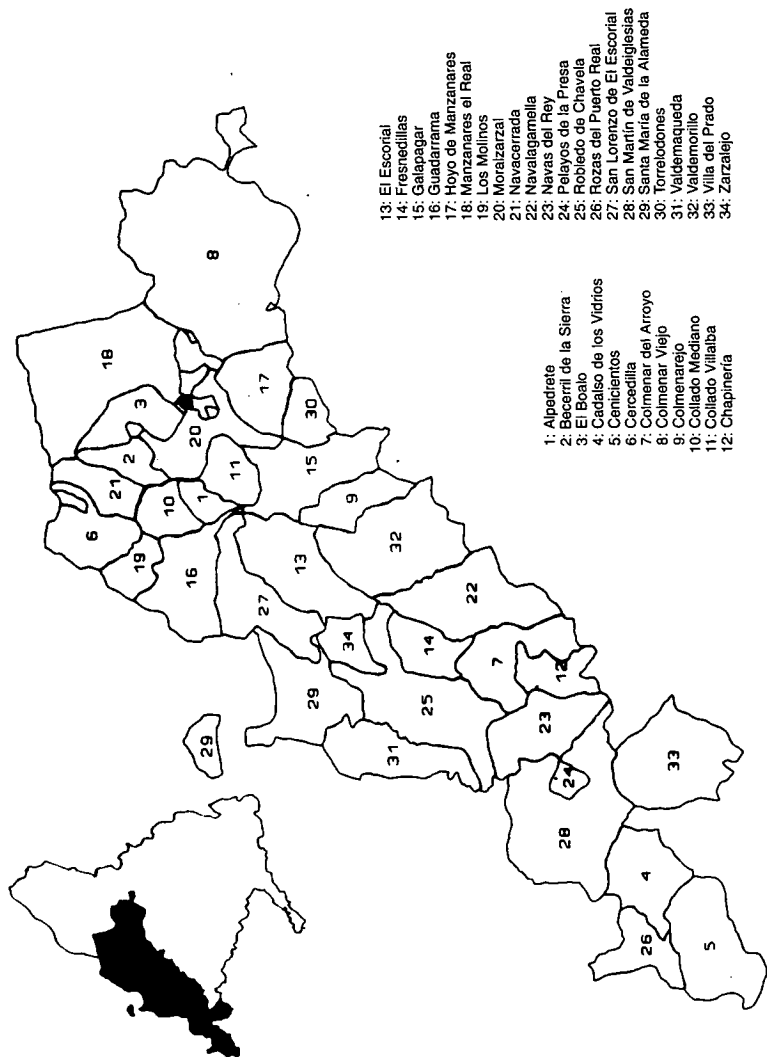 29
6
21
2
3
18
8
19
10
1
20
17
16
11
30
27
13
15
9
29
34
32
31
25
14
22
7
12
23
24
28
33
4
26
5
1: Alpedrete
2: Becerril de la Sierra
3: El Boalo
4: Cadalso de los Vidrios
5: Cenicientos
6: Cercedilla
7: Colmenar del Arroyo
8: Colmenar Viejo
9: Colmenarejo
10: Collado Mediano
11: Collado Villalba
12: Chapinería
13: El Escorial
14: Fresnedillas
15: Galapagar
16: Guadarrama
17: Hoyo de Manzanares
18: Manzanares el Real
19: Los Molinos
20: Moralzarzal
21: Navacerrada
22: Navalagamella
23: Navas del Rey
24: Pelayos de la Presa
25: Robledo de Chavela
26: Rozas del Puerto Real
27: San Lorenzo de El Escorial
28: San Martín de Valdeiglesias
29: Santa María de la Alameda
30: Torrelodones
31: Valdemaqueda
32: Valdemorillo
33: Villa del Prado
34: Zarzalejo